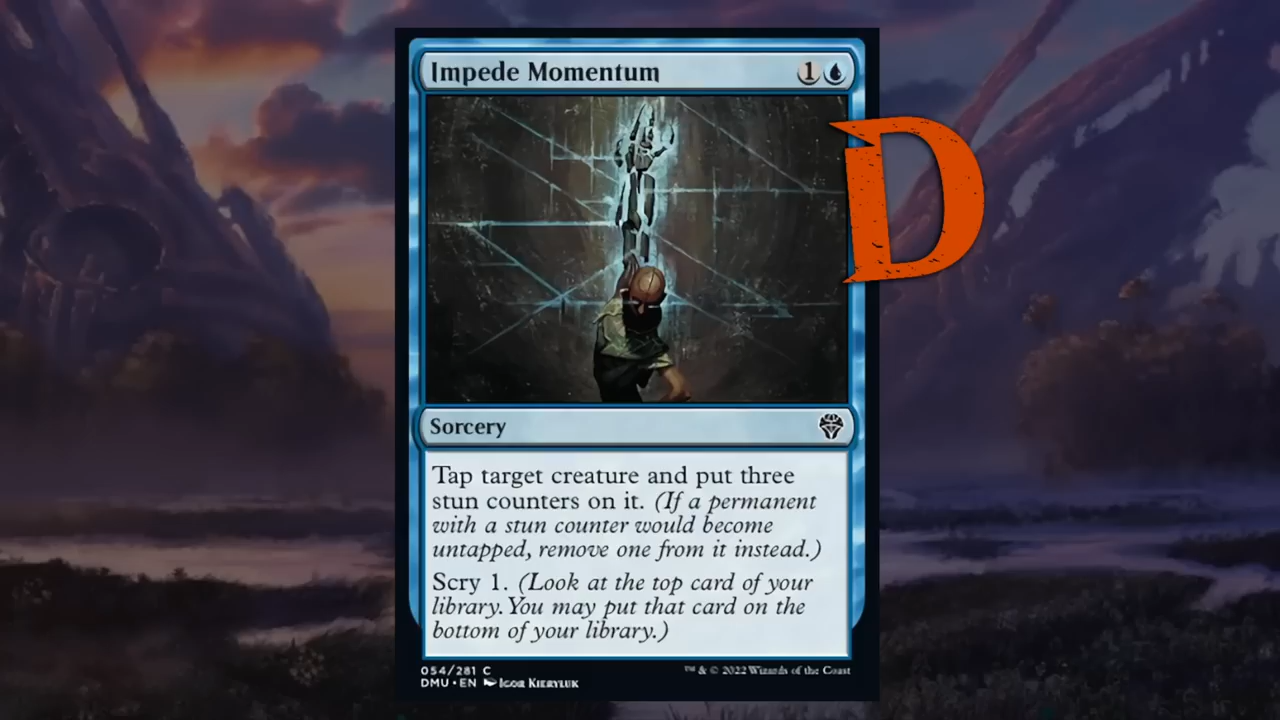 Impede Momentum 1
D
Sorcery
Tap target creature and put three
stun counters on it. (If a permanent
with a stun counter would become
untapped, remove one from it instead.)
Scry 1. (Look at the top card of your
library. You may put that card on the
bottom of your library.)
054/281 C
DMU • EN Igor Kieryluk
™ & © 2022 Wizards of the Coast